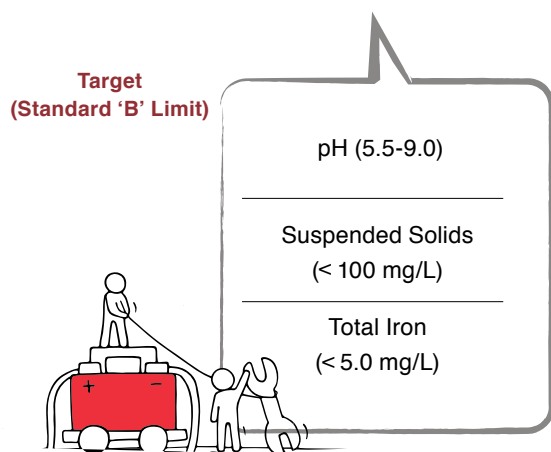 Target
(Standard ‘B’ Limit)
pH (5.5-9.0)
Suspended Solids
(< 100 mg/L)
Total Iron
(< 5.0 mg/L)
+ −